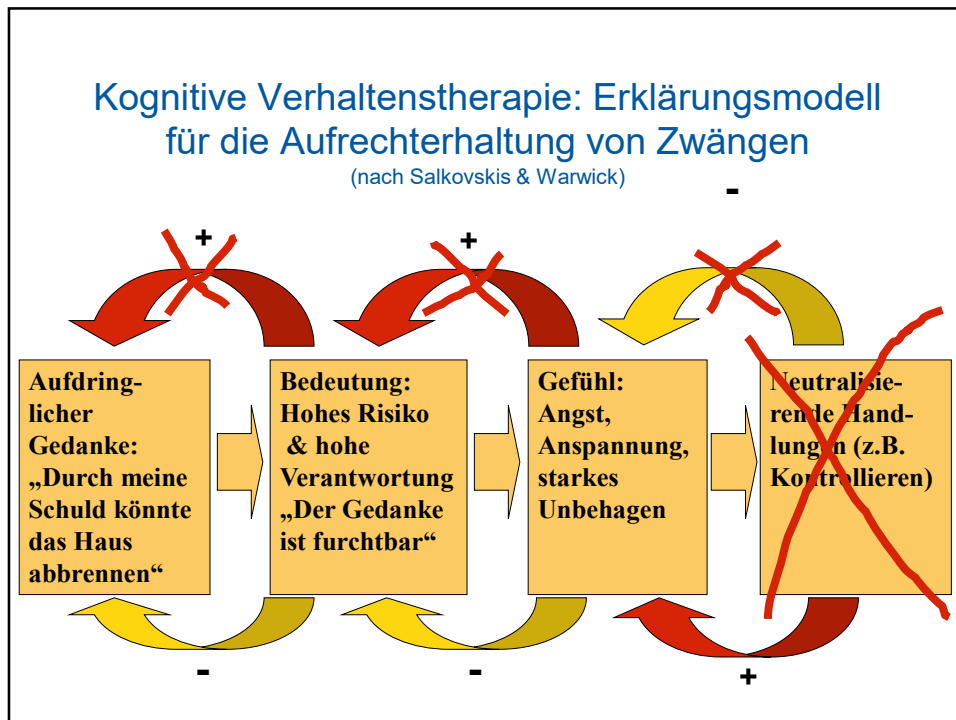 Kognitive Verhaltenstherapie: Erklärungsmodell
für die Aufrechterhaltung von Zwängen
(nach Salkovskis & Warwick)
-
+
+
Aufdring-
licher
Gedanke:
„Durch meine
Schuld könnte
das Haus
abbrennen“
Bedeutung:
Hohes Risiko
& hohe
Verantwortung
„Der Gedanke
ist furchtbar“
Gefühl:
Angst,
Anspannung,
starkes
Unbehagen
Neutralisie-
rende Hand-
lungen (z.B.
Kontrollieren)
-
-
+